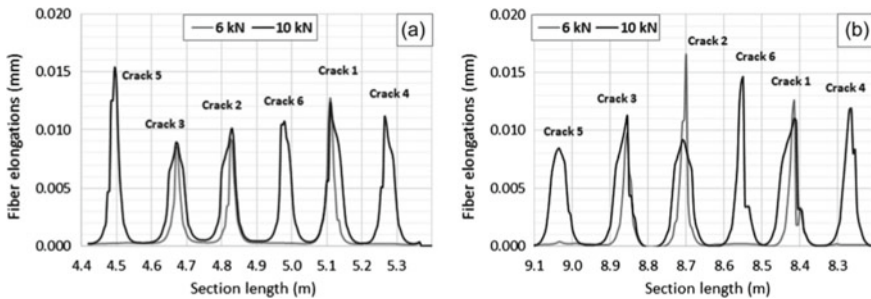 0.020
0.015
0.010
0.005
0.000
Fiber elongations (mm)
6 kN 10 kN
(a)
Crack 5
Crack 3
Crack 2
Crack 6
Crack 1
Crack 4
4.4 4.5 4.6 4.7 4.8 4.9 5.0 5.1 5.2 5.3
Section length (m)
0.020
0.015
0.010
0.005
0.000
Fiber elongations (mm)
6 kN 10 kN
(b)
Crack 5
Crack 3
Crack 2
Crack 6
Crack 1
Crack 4
9.1 9.0 8.8 8.8 8.7 8.6 8.5 8.4 8.3
Section length (m)